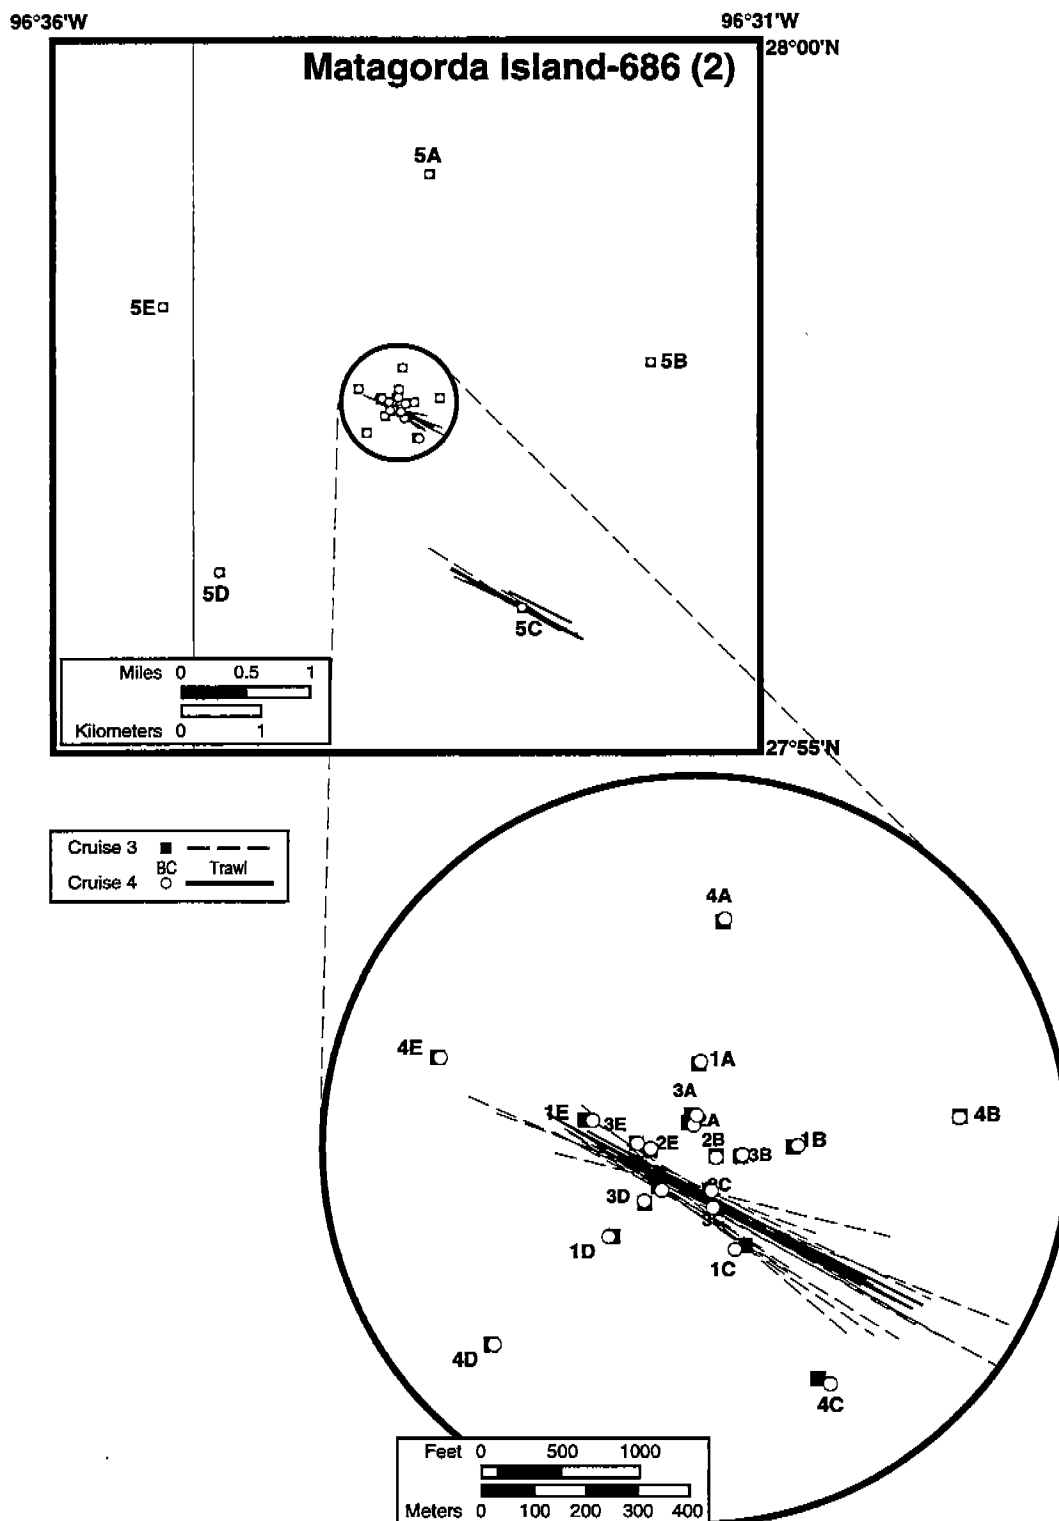 96°36'W
96°31'W
28°00'N
Matagorda Island-686 (2)
5A
5E
5B
5D
5C
Miles 0 0.5 1
Kilometers 0 1
27°55'N
Cruise 3
BC Trawl
Cruise 4
4A
4E
1A
3A
1E
3E
2A
4B
2B
1B
3B
2E
3D
2C
1D
1C
4D
4C
Feet 0 500 1000
Meters 0 100 200 300 400